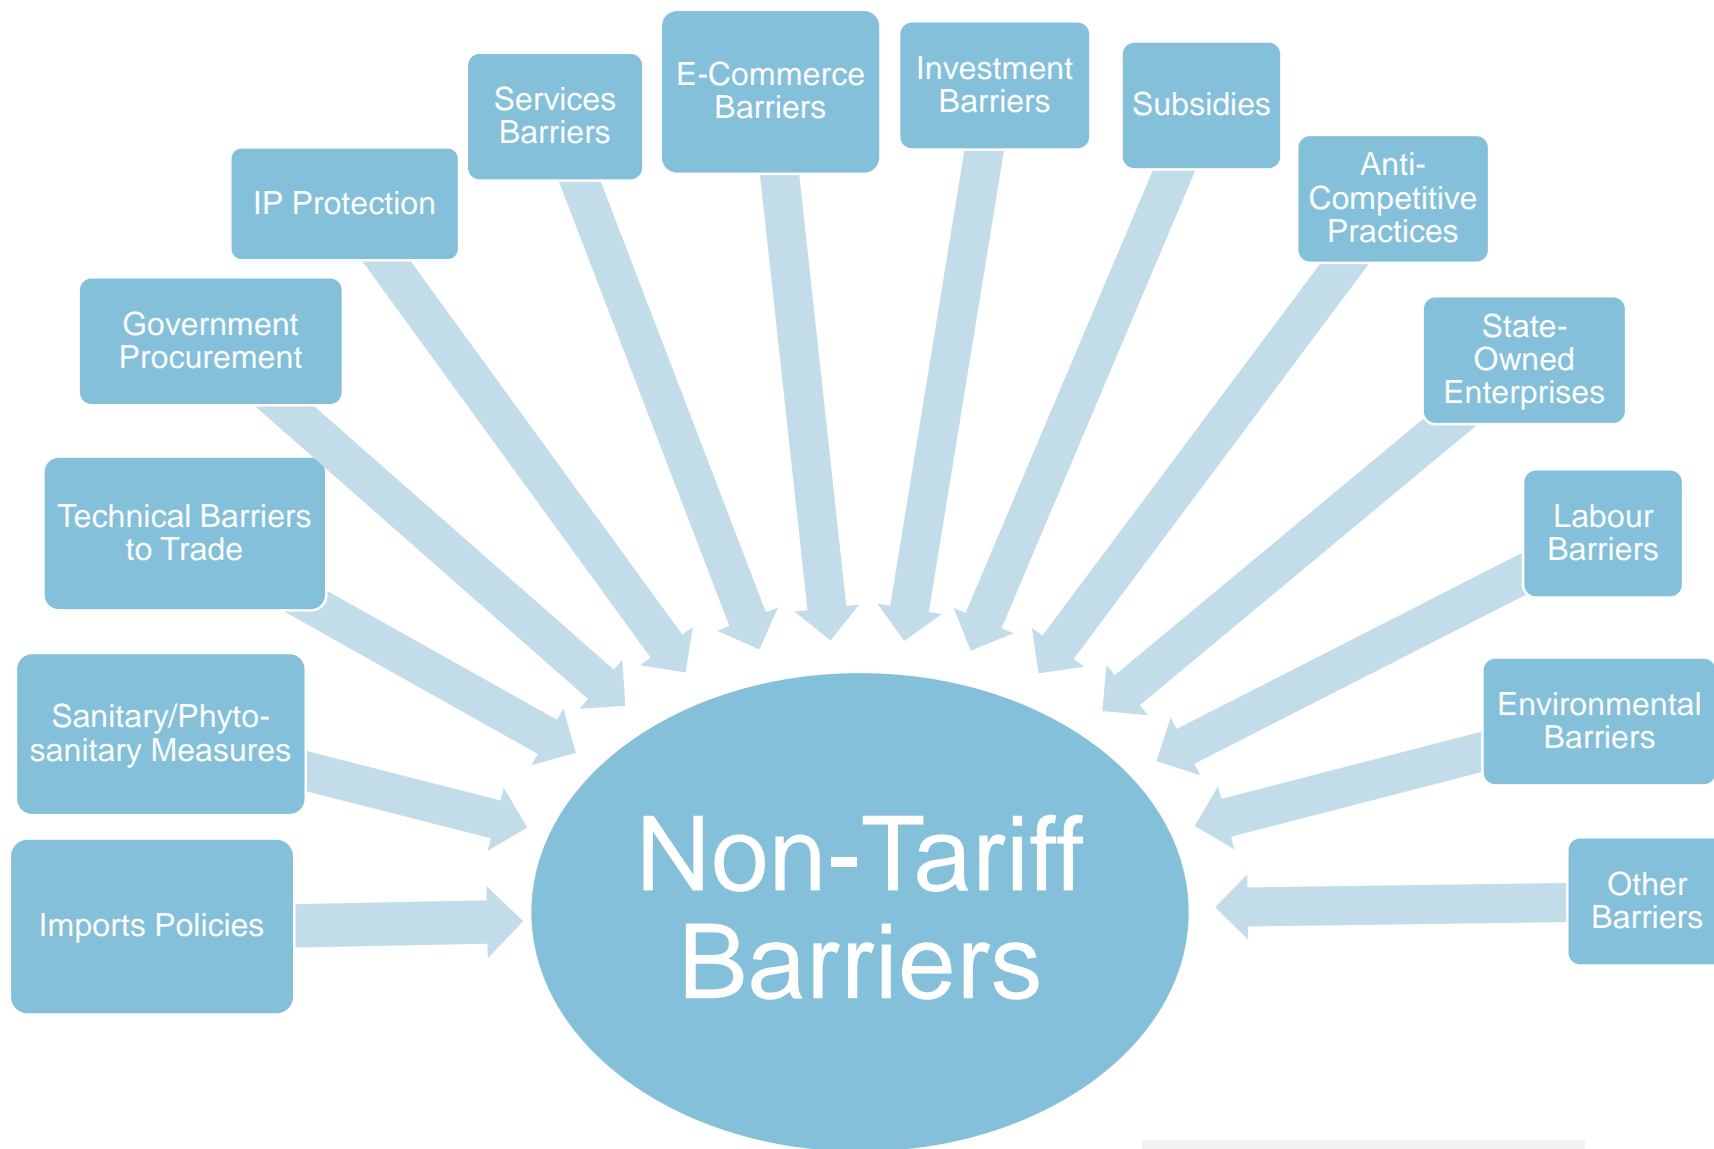 Imports Policies
Sanitary/Phyto-
sanitary Measures
Technical Barriers
to Trade
Government
Procurement
IP Protection
Services
Barriers
E-Commerce
Barriers
Investment
Barriers
Subsidies
Anti-
Competitive
Practices
State-
Owned
Enterprises
Labour
Barriers
Environmental
Barriers
Other
Barriers
Non-Tariff
Barriers